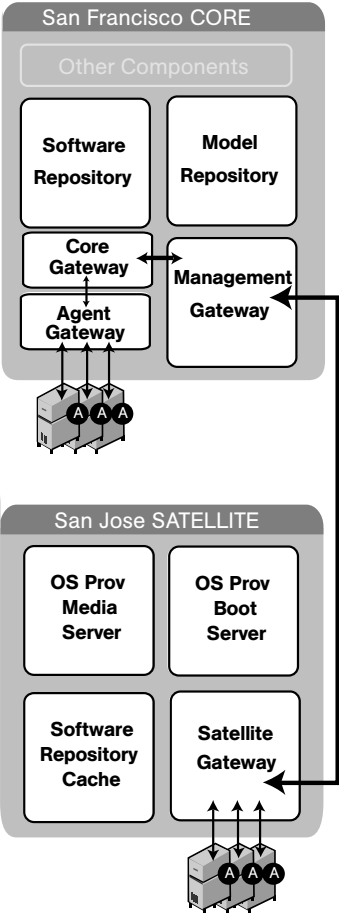 San Francisco CORE
Other Components
Software
Repository
Model
Repository
Core
Gateway
Management
Gateway
Agent
Gateway
A A A
San Jose SATELLITE
OS Prov
Media
Server
OS Prov
Boot
Server
Software
Repository
Cache
Satellite
Gateway
A A A